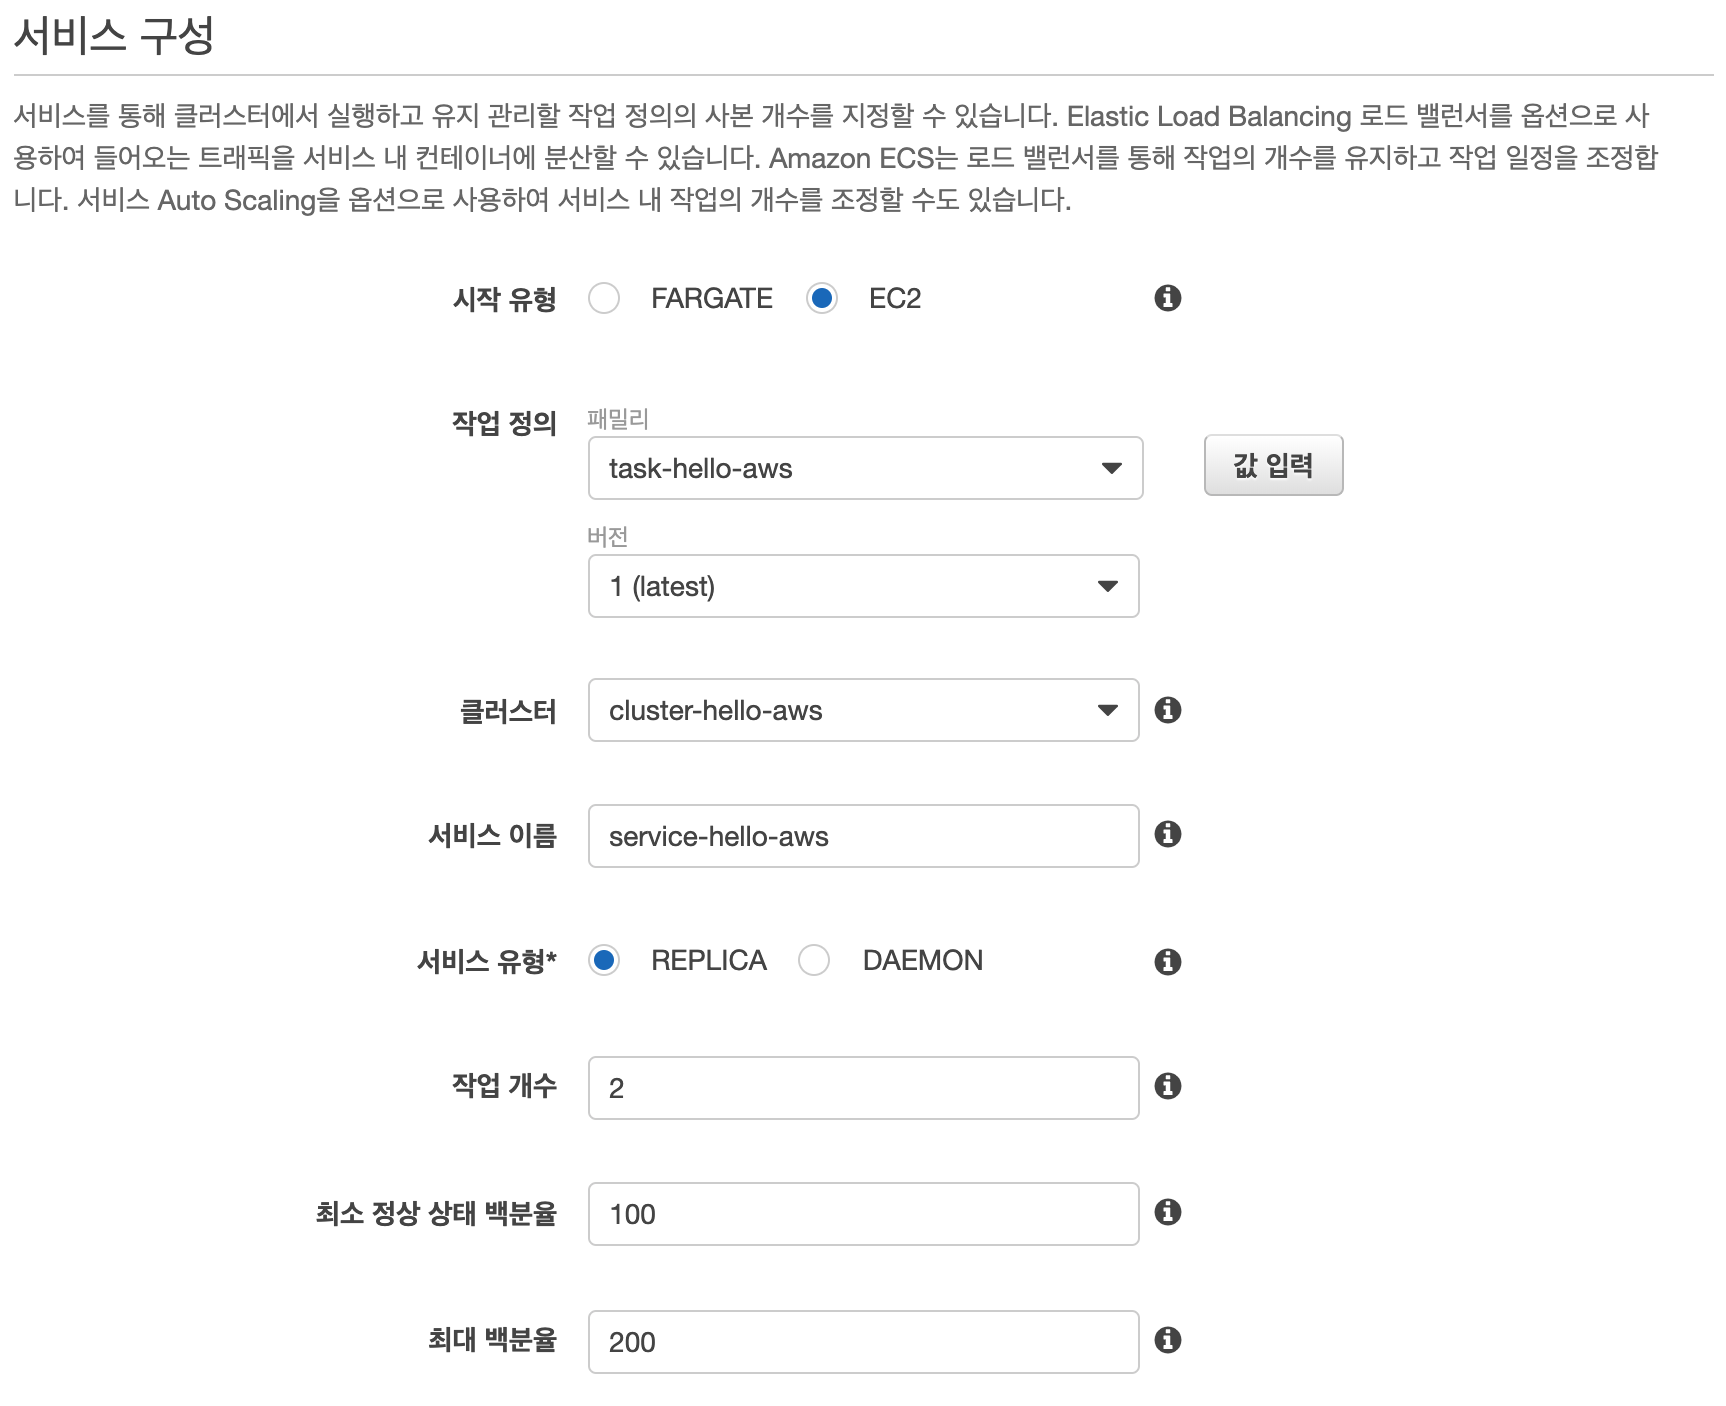 서비스 구성
서비스를 통해 클러스터에서 실행하고 유지 관리할 작업 정의의 사본 개수를 지정할 수 있습니다. Elastic Load Balancing 로드 밸런서를 옵션으로 사
용하여 들어오는 트래픽을 서비스 내 컨테이너에 분산할 수 있습니다. Amazon ECS는 로드 밸런서를 통해 작업의 개수를 유지하고 작업 일정을 조정합
니다. 서비스 Auto Scaling을 옵션으로 사용하여 서비스 내 작업의 개수를 조정할 수도 있습니다.
시작 유형 FARGATE EC2
작업 정의 패밀리
task-hello-aws 값 입력
버전
1 (latest)
클러스터 cluster-hello-aws
서비스 이름 service-hello-aws
서비스 유형* REPLICA DAEMON
작업 개수 2
최소 정상 상태 백분율 100
최대 백분율 200